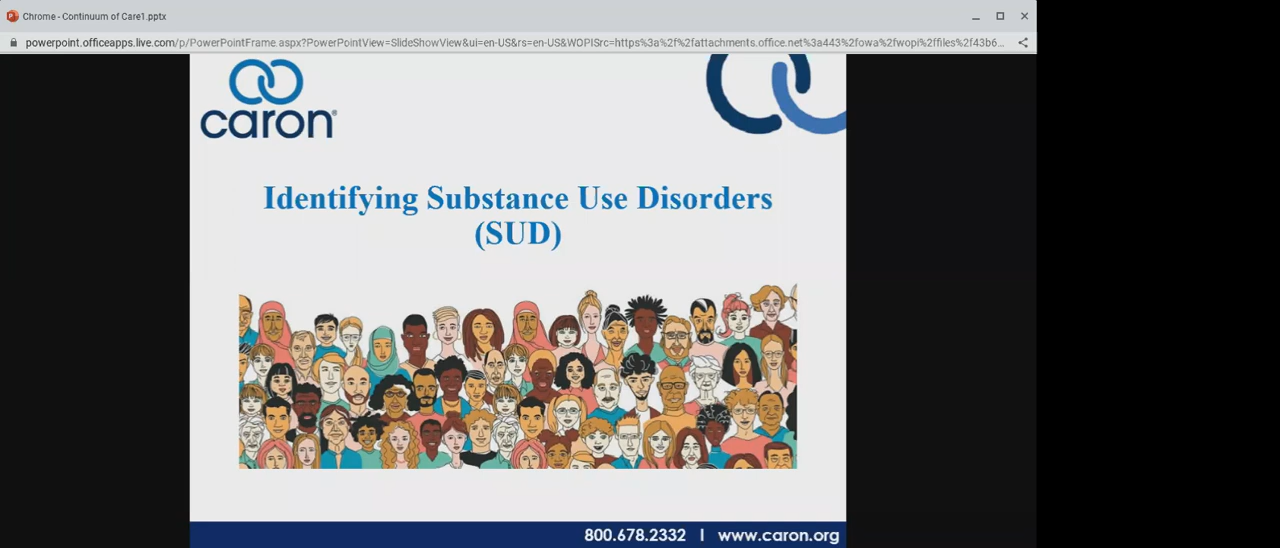 Chrome - Continuum of Care1.pptx
powerpoint.officeapps.live.com/p/PowerPointFrame.aspx?PowerPointView=SlideShowView&ui=en-US&rs=en-US&WOPISrc=https%3a%2f%2fattachments.office.net%3a443%2fowa%2fwopi%2ffiles%2f43b6...
caron®
Identifying Substance Use Disorders
(SUD)
800.678.2332 | www.caron.org